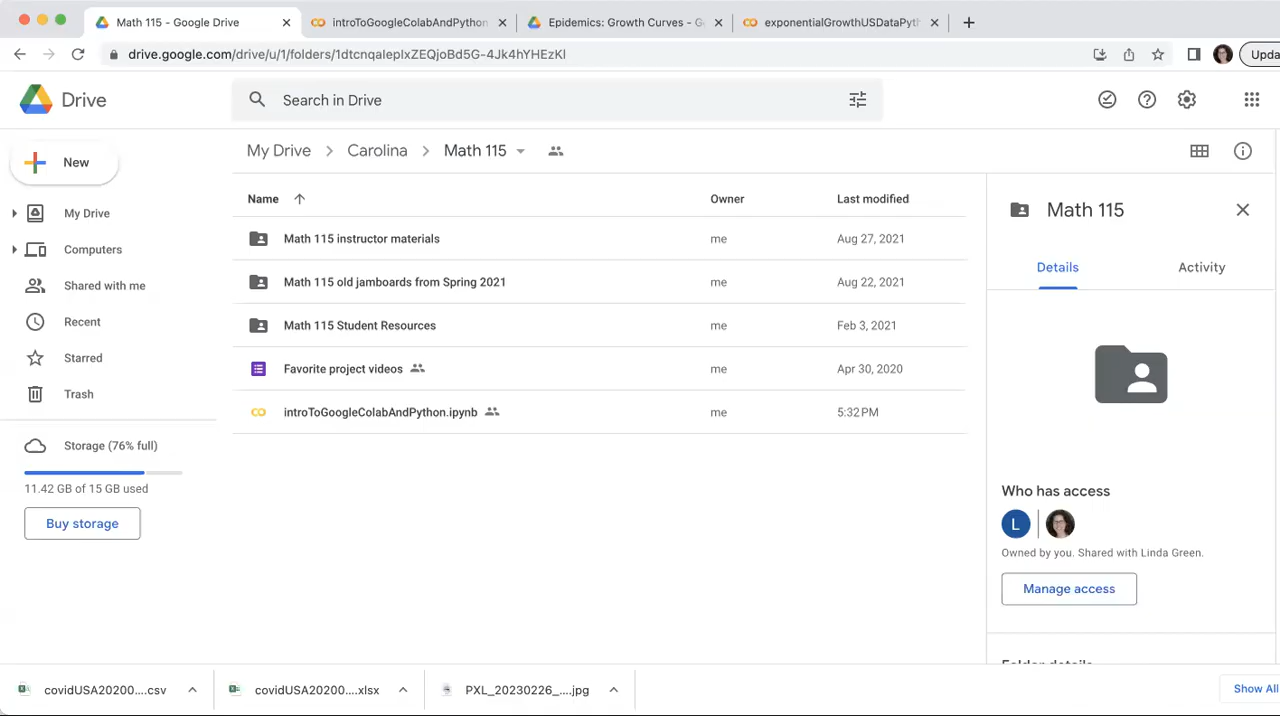 Math 115 - Google Drive
introToGoogleColabAndPython
Epidemics: Growth Curves - G
exponentialGrowthUSDataPyt
drive.google.com/drive/u/1/folders/
Upda
Drive
Search in Drive
New
My Drive > Carolina > Math 115
My Drive
Computers
Shared with me
Recent
Starred
Trash
Storage (76% full)
11.42 GB of 15 GB used
Buy storage
Name Owner Last modified
Math 115 instructor materials me Aug 27, 2021
Math 115 old jamboards from Spring 2021 me Aug 22, 2021
Math 115 Student Resources me Feb 3, 2021
Favorite project videos me Apr 30, 2020
CO introToGoogleColabAndPython.ipynb me 5:32 PM
Math 115
Details Activity
Who has access
L
Owned by you. Shared with Linda Green.
Manage access
covidUSA20200....csv
covidUSA20200....xlsx
PXL_20230226_....jpg
Show All